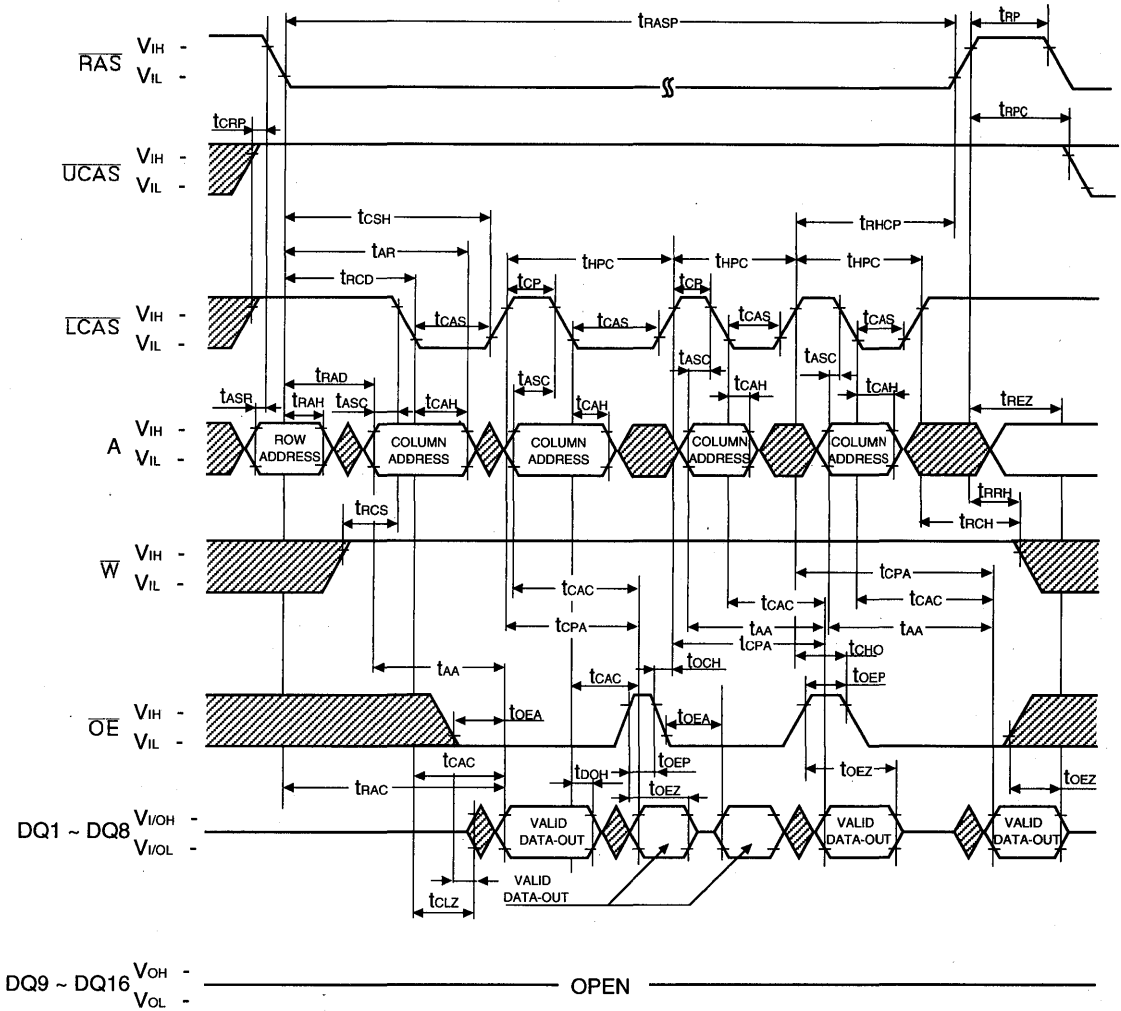 tRASP
tRP
RAS
VIH -
VIL -
tCRP
tRPC
UCAS
VIH -
VIL -
tCSH
tRHCP
tAR
tHPC
tHPC
tHPC
tRCD
tCP
tCP
LCAS
VIH -
VIL -
tCAS
tCAS
tCAS
tCAS
tRAD
tASC
tASC
tASC
tASR
tRAH
tASC
tCAH
tCAH
tCAH
tCAH
tREZ
A
VIH -
VIL -
ROW
ADDRESS
COLUMN
ADDRESS
COLUMN
ADDRESS
COLUMN
ADDRESS
COLUMN
ADDRESS
tRCS
tRRH
tRCH
W
VIH -
VIL -
tCPA
tCAC
tCAC
tCAC
tCPA
tAA
tAA
tCPA
tCHO
tAA
tCAC
tOCH
tOEP
OE
VIH -
VIL -
tOEA
tOEA
tCAC
tDOH
tOEP
tOEZ
tRAC
tOEZ
tOEZ
DQ1 ~ DQ8
VI/OH -
VI/OL -
VALID
DATA-OUT
VALID
DATA-OUT
VALID
DATA-OUT
VALID
DATA-OUT
tCLZ
DQ9 ~ DQ16
VOH -
VOL -
OPEN